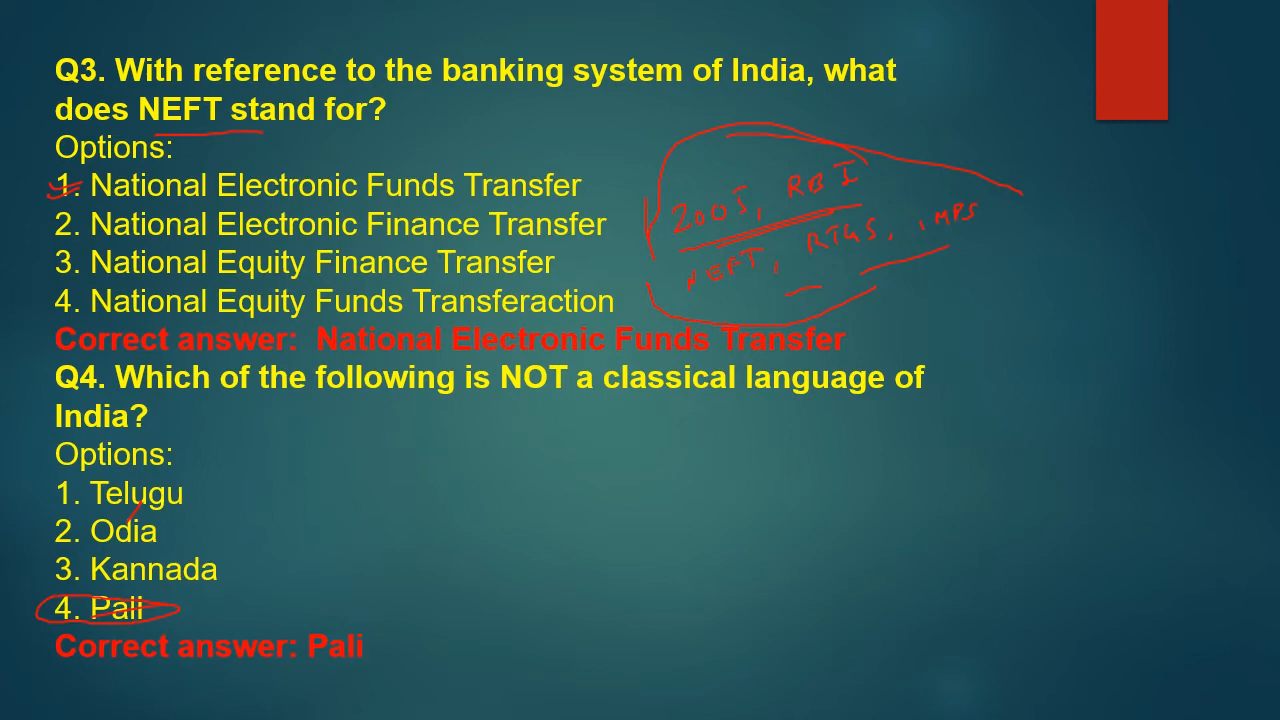 Q3. With reference to the banking system of India, what
does NEFT stand for?
Options:
1. National Electronic Funds Transfer
2. National Electronic Finance Transfer
3. National Equity Finance Transfer
4. National Equity Funds Transferaction
2005, RBI
NEFT, RTGS, IMPS
Correct answer:  National Electronic Funds Transfer
Q4. Which of the following is NOT a classical language of
India?
Options:
1. Telugu
2. Odia
3. Kannada
4. Pali
Correct answer: Pali